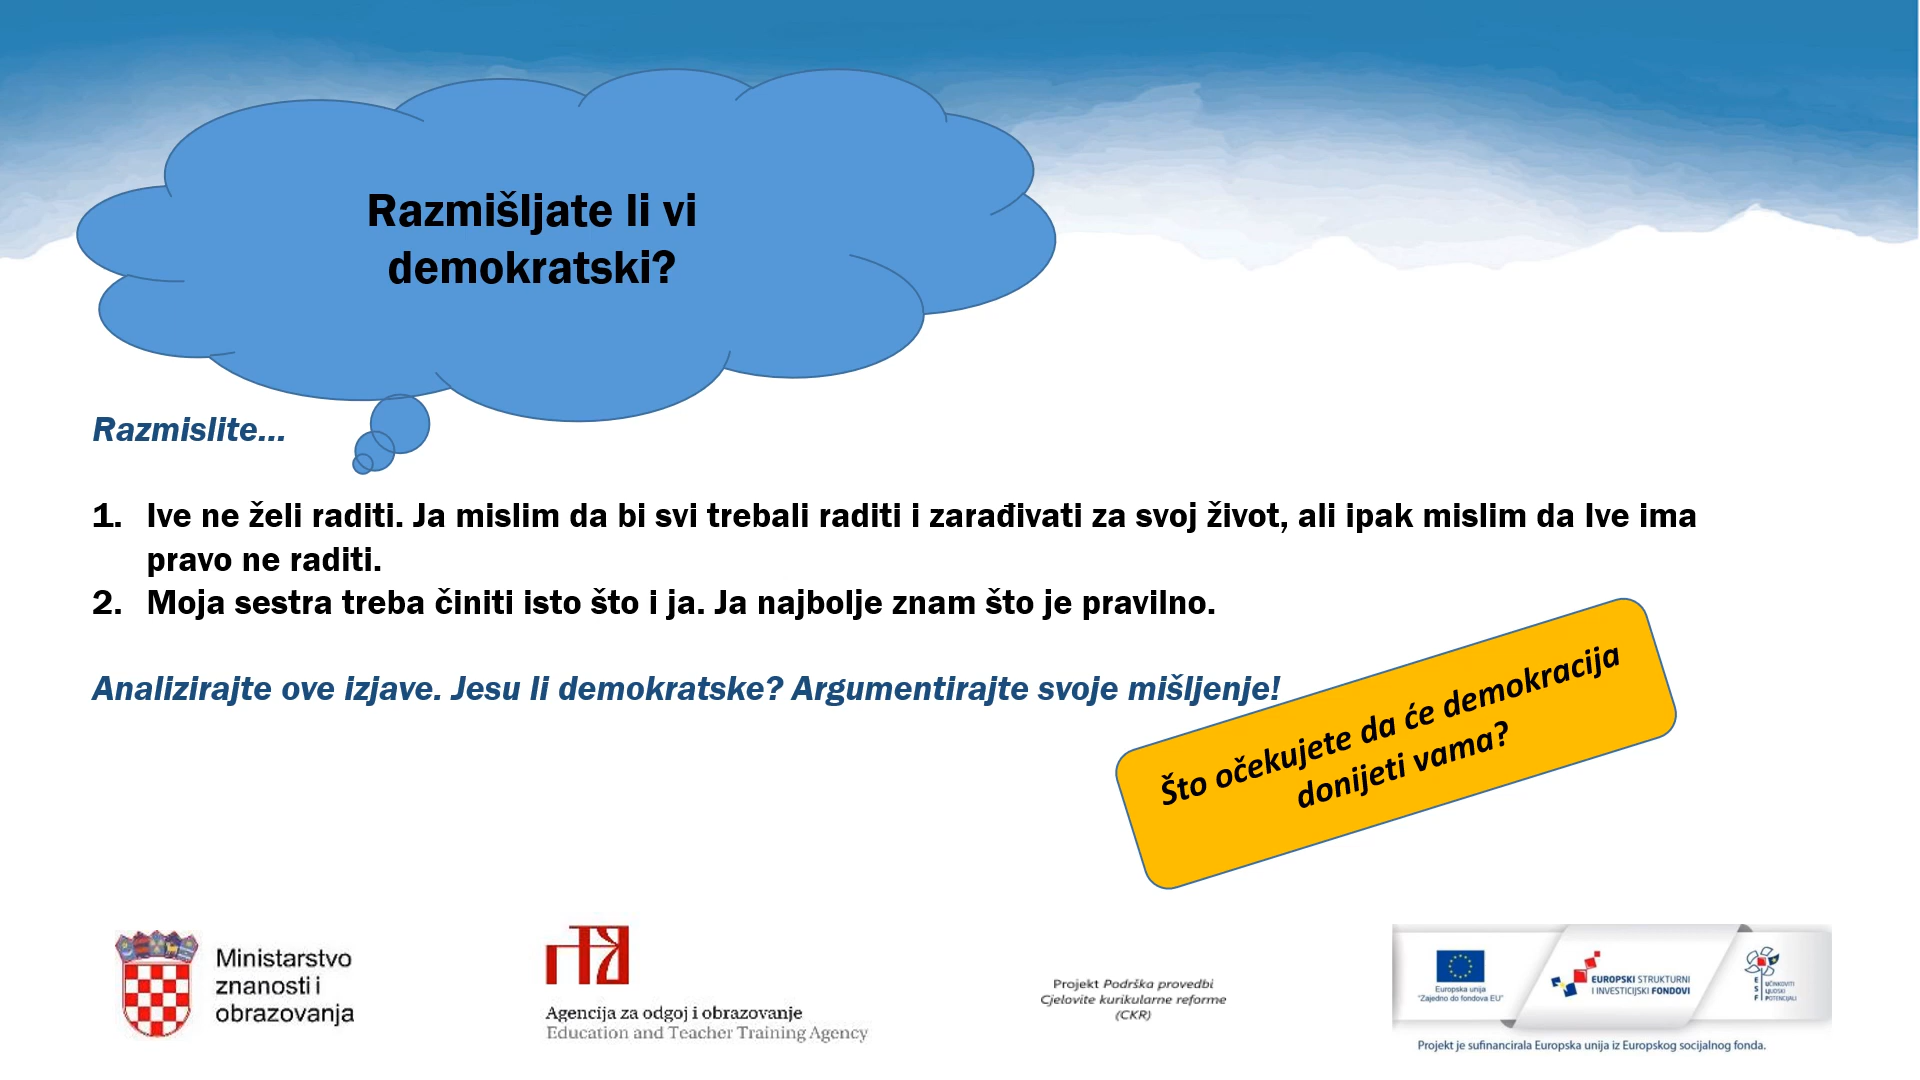 Razmišljate li vi
demokratski?
Razmislite...
1. Ive ne želi raditi. Ja mislim da bi svi trebali raditi i zarađivati za svoj život, ali ipak mislim da Ive ima
pravo ne raditi.
2. Moja sestra treba činiti isto što i ja. Ja najbolje znam što je pravilno.
Analizirajte ove izjave. Jesu li demokratske? Argumentirajte svoje mišljenje!
Što očekujete da će demokracija
donijeti vama?
Ministarstvo
znanosti i
obrazovanja
Agencija za odgoj i obrazovanje
Education and Teacher Training Agency
Projekt Podrška provedbi
Cjelovite kurikularne reforme
(CKR)
Europska unija
"Zajedno do fondova EU"
EUROPSKI STRUKTURNI
I INVESTICIJSKI FONDOVI
ESF
UČINKOVITI
LJUDSKI
POTENCIJALI
Projekt je sufinancirala Europska unija iz Europskog socijalnog fonda.